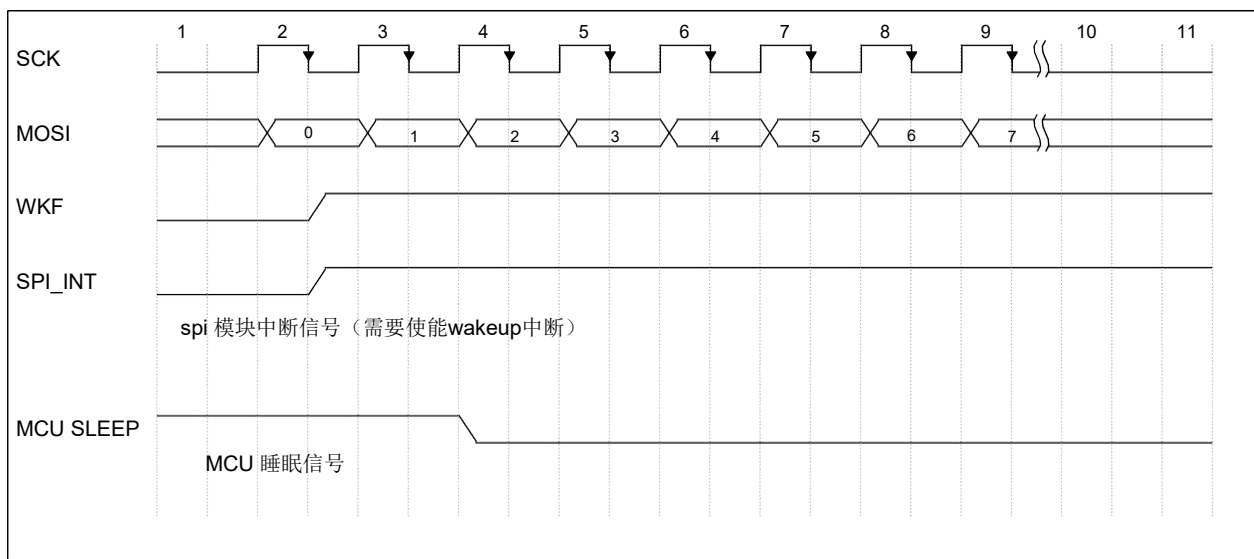 1 2 3 4 5 6 7 8 9 10 11
SCK
MOSI 0 1 2 3 4 5 6 7
WKF
SPI_INT
spi 模块中断信号（需要使能wakeup中断）
MCU SLEEP
MCU 睡眠信号